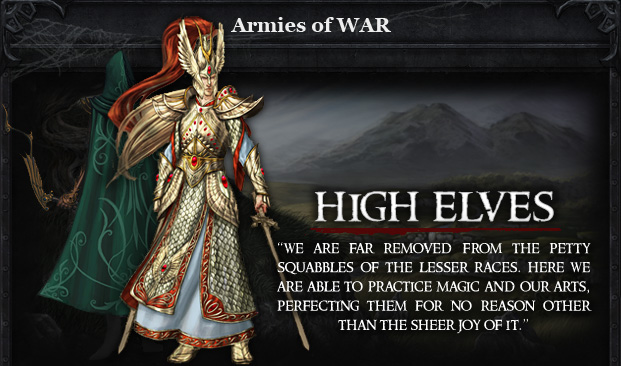 Armies of WAR
HIGH ELVES
“WE ARE FAR REMOVED FROM THE PETTY
SQUABBLES OF THE LESSER RACES. HERE WE
ARE ABLE TO PRACTICE MAGIC AND OUR ARTS,
PERFECTING THEM FOR NO REASON OTHER
THAN THE SHEER JOY OF IT.”